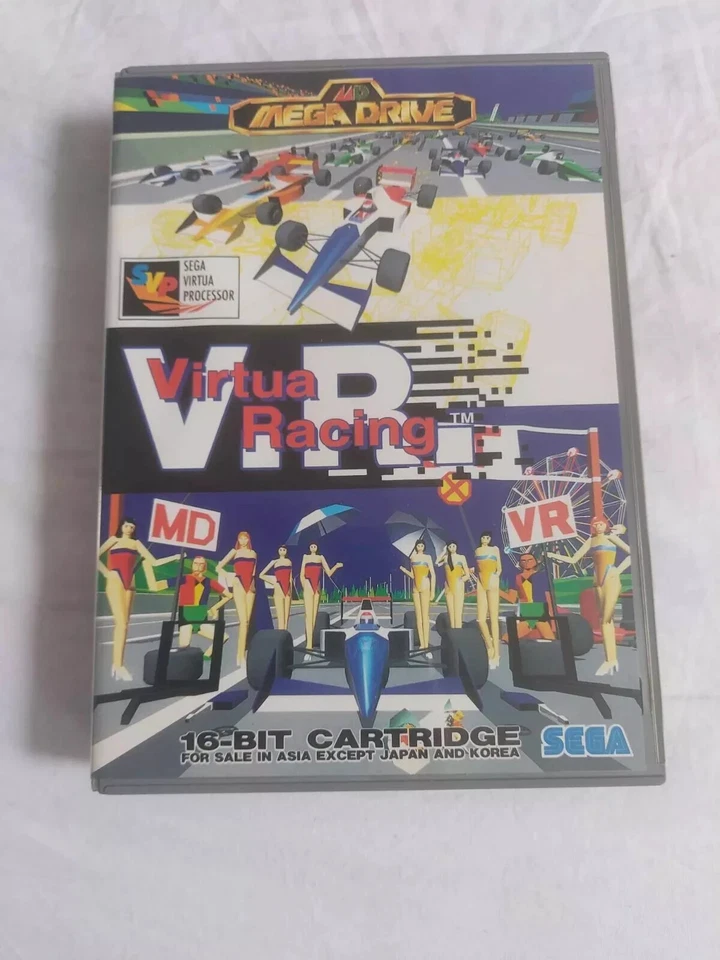 MD
MEGA DRIVE
SVP
SEGA
VIRTUA
PROCESSOR
V.R.
Virtua
Racing
TM
MD
VR
16-BIT CARTRIDGE
FOR SALE IN ASIA EXCEPT JAPAN AND KOREA
SEGA